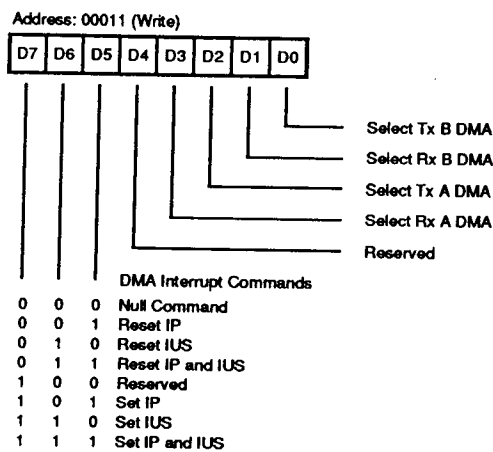 Address: 00011 (Write)
D7 D6 D5 D4 D3 D2 D1 D0
Select Tx B DMA
Select Rx B DMA
Select Tx A DMA
Select Rx A DMA
Reserved
DMA Interrupt Commands
0 0 0 Null Command
0 0 1 Reset IP
0 1 0 Reset IUS
0 1 1 Reset IP and IUS
1 0 0 Reserved
1 0 1 Set IP
1 1 0 Set IUS
1 1 1 Set IP and IUS